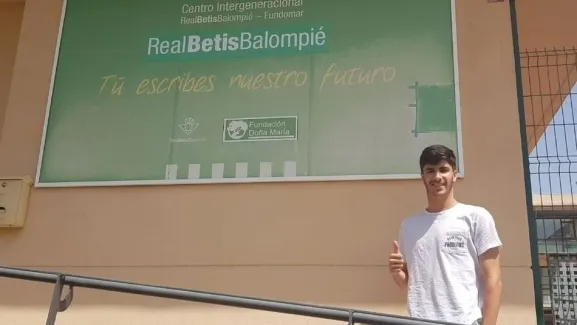 Centro Intergeneracional
RealBetisBalompié – Fundomar
RealBetisBalompié
Tú escribes nuestro futuro
Fundación
Doña María